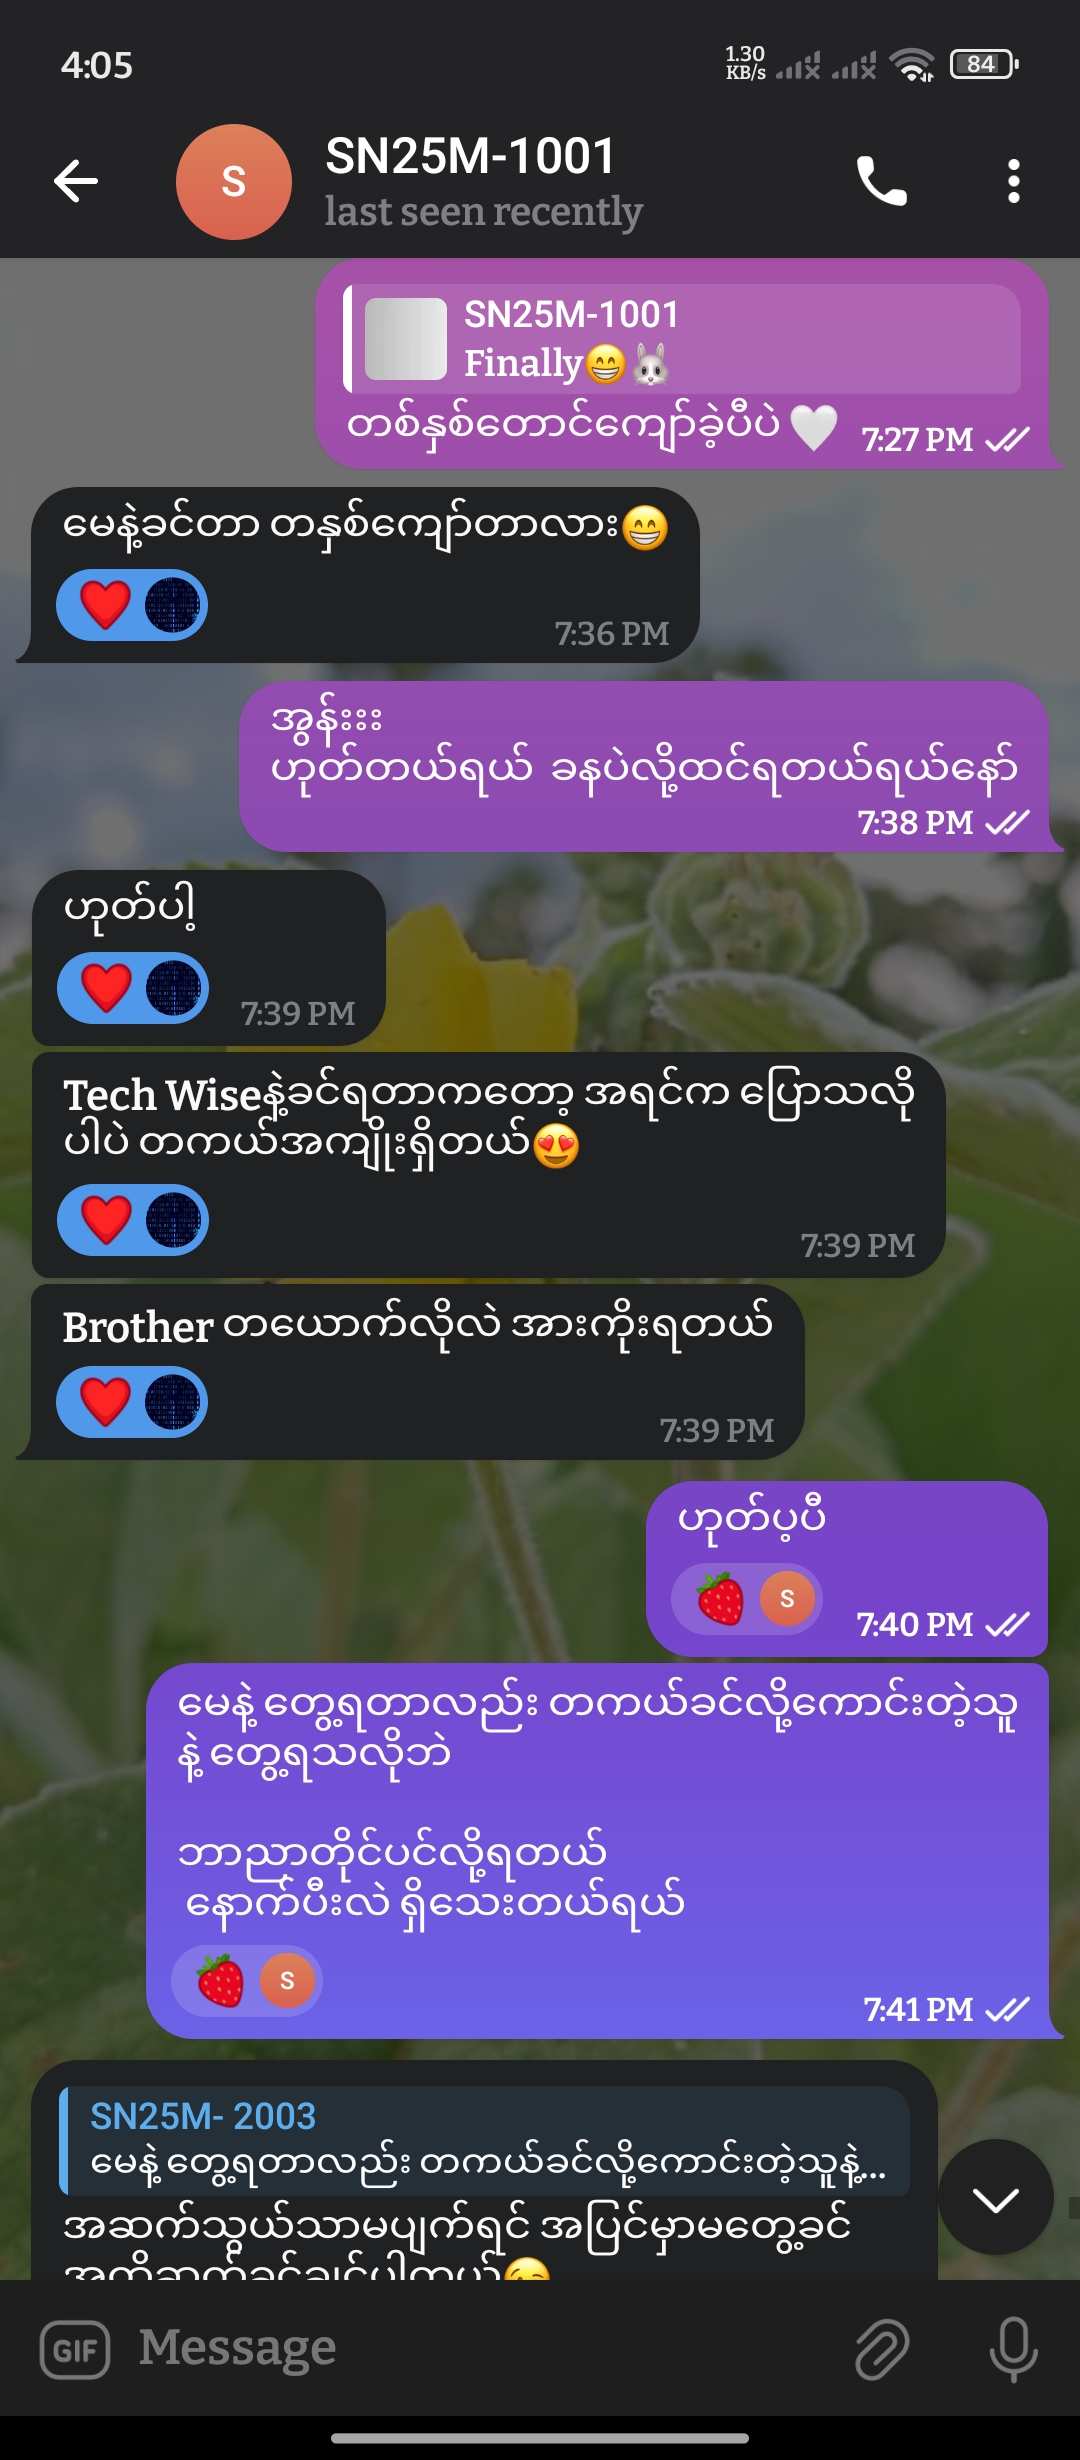 4:05
1.30
KB/s
84
S
SN25M-1001
last seen recently
SN25M-1001
Finally😁🐰
တစ်နှစ်တောင်ကျော်ခဲ့ပီပဲ 🤍
7:27 PM
မေနဲ့ခင်တာ တနှစ်ကျော်တာလား😁
❤️
7:36 PM
အွန်းးး
ဟုတ်တယ်ရယ် ခနပဲလို့ထင်ရတယ်ရယ်နော်
7:38 PM
ဟုတ်ပါ့
❤️
7:39 PM
Tech Wiseနဲ့ခင်ရတာကတော့ အရင်က ပြောသလို
ပါပဲ တကယ်အကျိုးရှိတယ်😍
❤️
7:39 PM
Brother တယောက်လိုလဲ အားကိုးရတယ်
❤️
7:39 PM
ဟုတ်ပ့ပီ
🍓 S
7:40 PM
မေနဲ့ တွေ့ရတာလည်း တကယ်ခင်လို့ကောင်းတဲ့သူ
နဲ့ တွေ့ရသလိုဘဲ
ဘာညာတိုင်ပင်လို့ရတယ်
နောက်ပီးလဲ ရှိသေးတယ်ရယ်
🍓 S
7:41 PM
SN25M- 2003
မေနဲ့ တွေ့ရတာလည်း တကယ်ခင်လို့ကောင်းတဲ့သူနဲ့...
အဆက်သွယ်သာမပျက်ရင် အပြင်မှာမတွေ့ခင်
GIF
Message